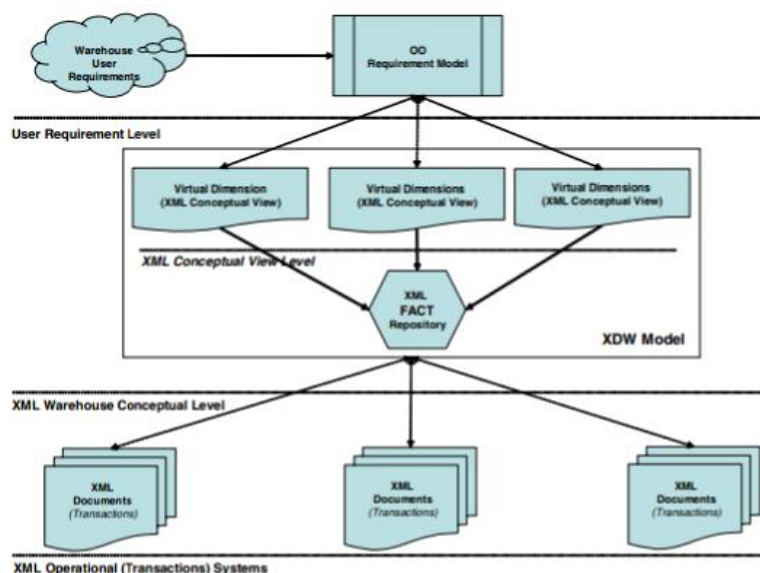 Warehouse
User
Requirements
OO
Requirement Model
User Requirement Level
Virtual Dimension
(XML Conceptual View)
Virtual Dimensions
(XML Conceptual View)
Virtual Dimensions
(XML Conceptual View)
XML Conceptual View Level
XML
FACT
Repository
XDW Model
XML Warehouse Conceptual Level
XML
Documents
(Transactions)
XML
Documents
(Transactions)
XML
Documents
(Transactions)
XML Operational (Transactions) Systems